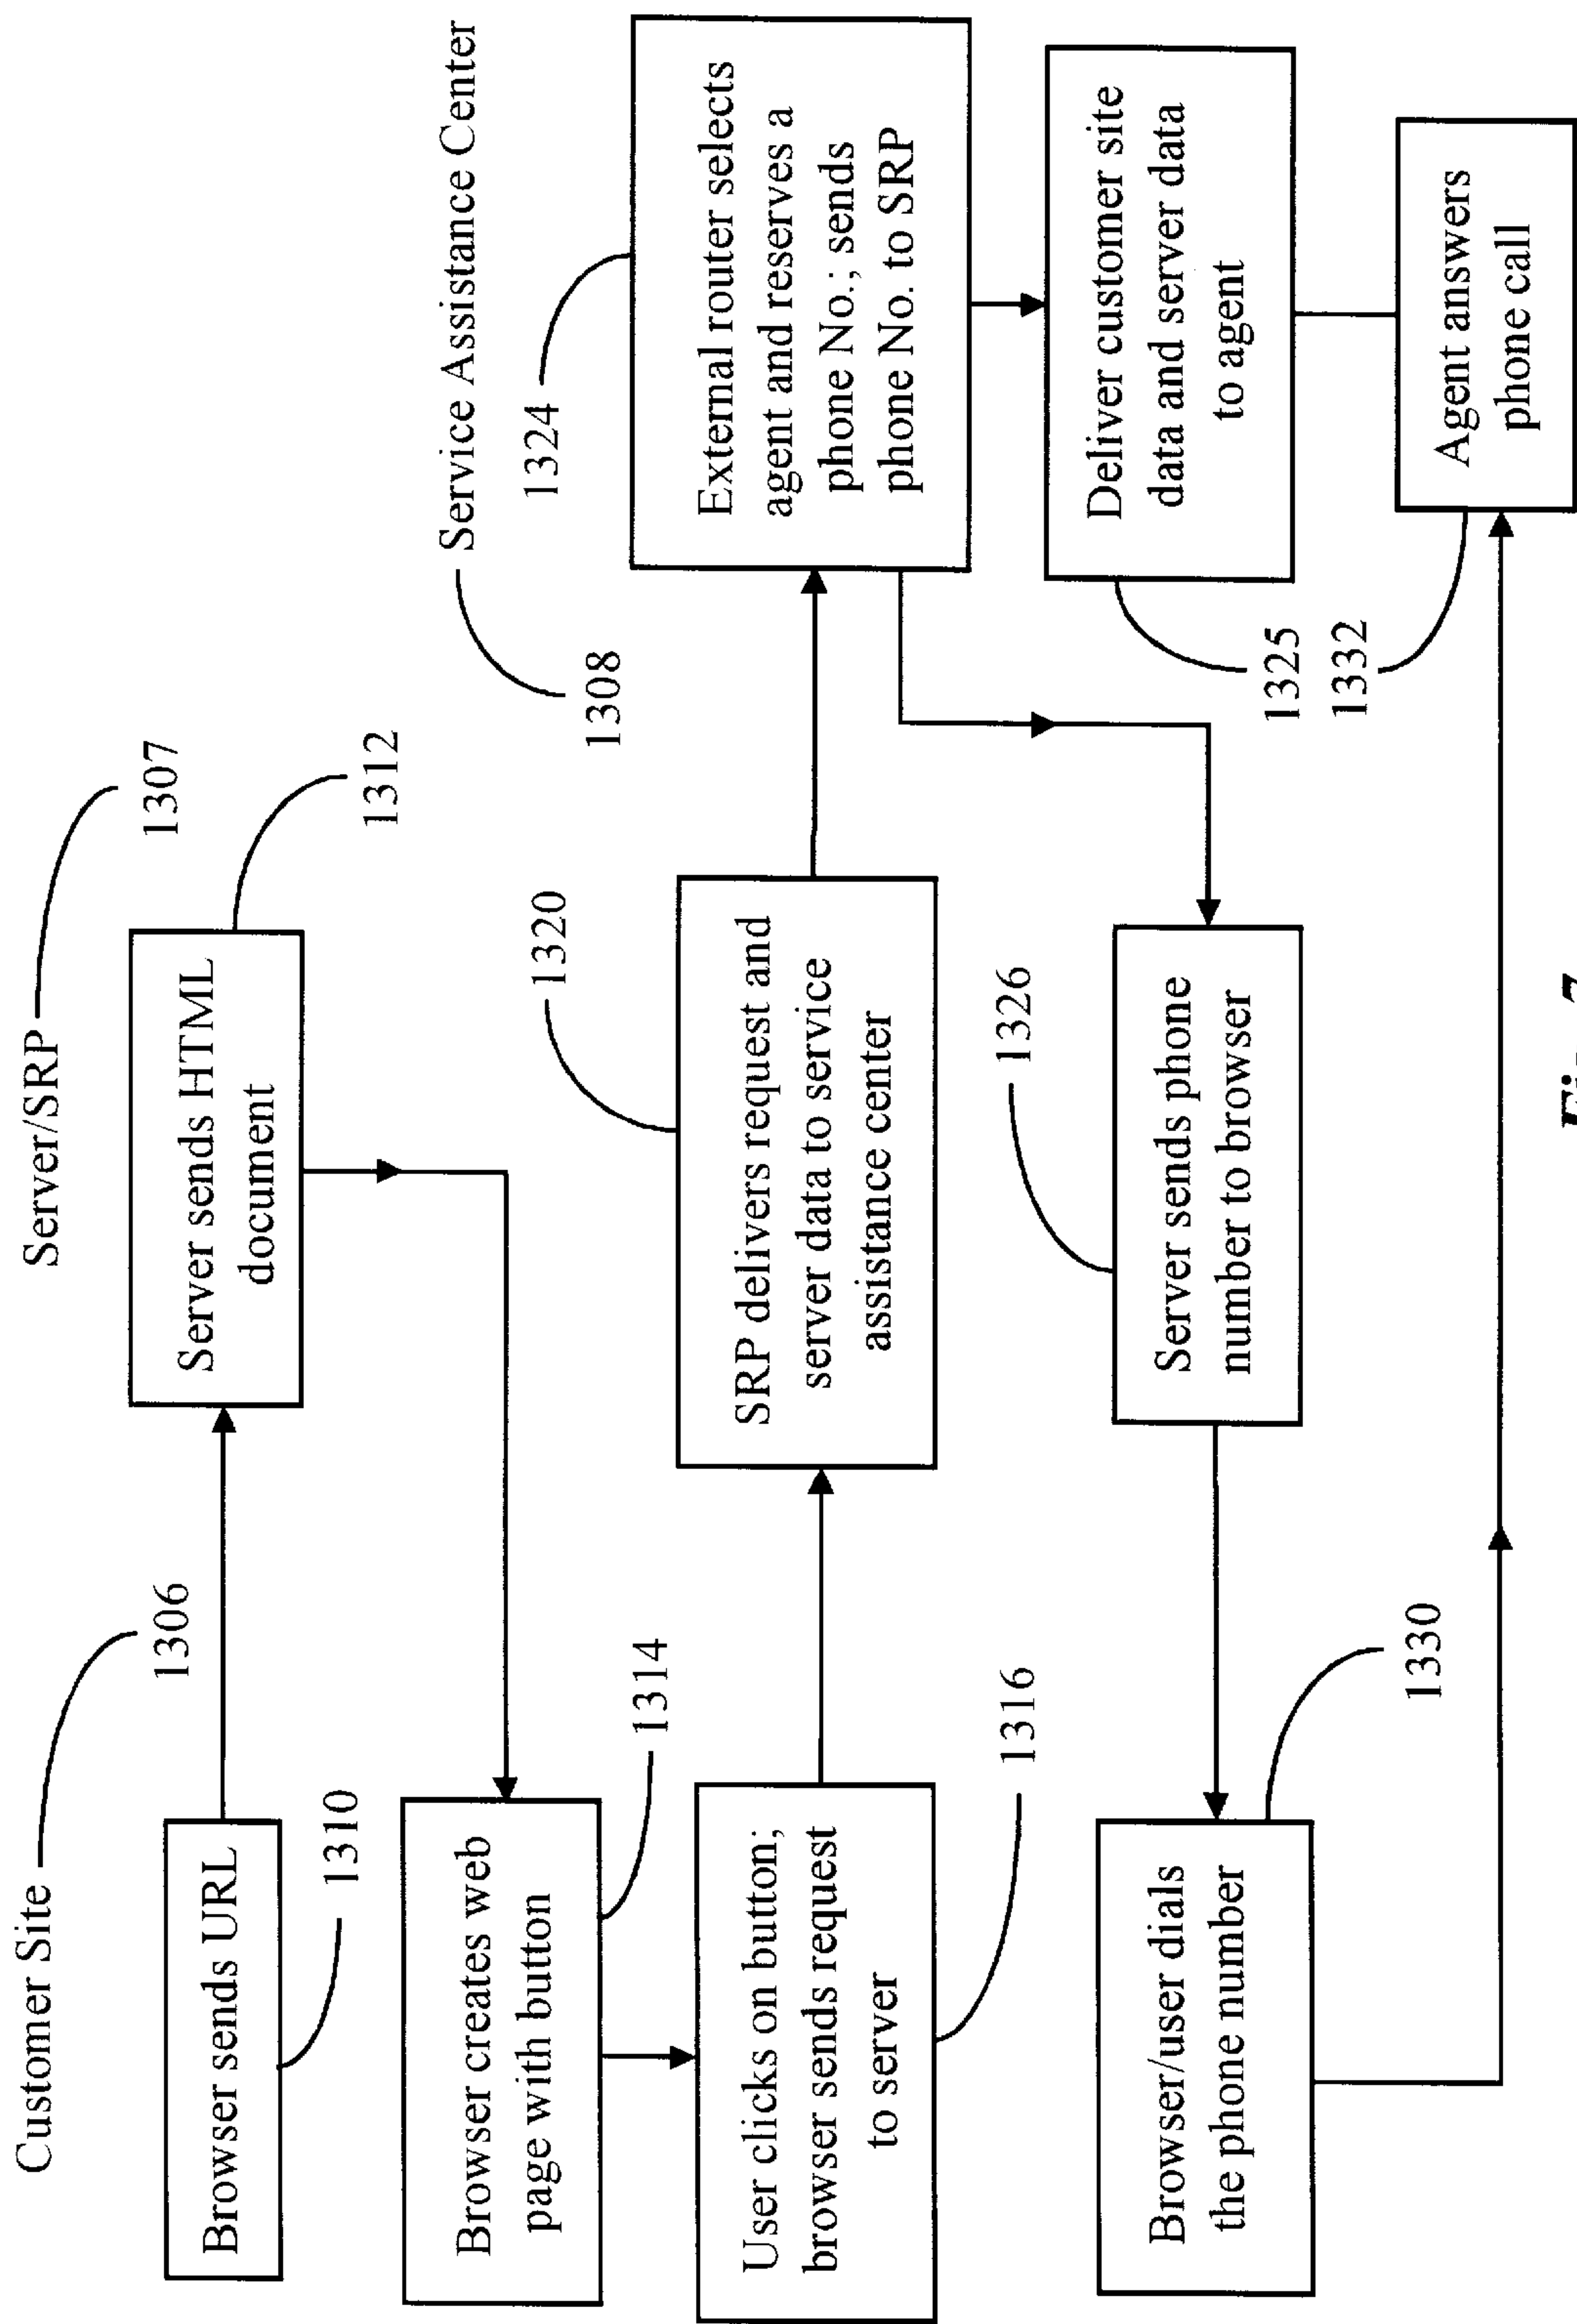 Customer Site
1306
Server/SRP
1307
Service Assistance Center
1308
Browser sends URL
1310
Server sends HTML
document
1312
Browser creates web
page with button
1314
User clicks on button;
browser sends request
to server
1316
SRP delivers request and
server data to service
assistance center
1320
External router selects
agent and reserves a
phone No.; sends
phone No. to SRP
1324
Deliver customer site
data and server data
to agent
1325
Server sends phone
number to browser
1326
Browser/user dials
the phone number
1330
Agent answers
phone call
1332